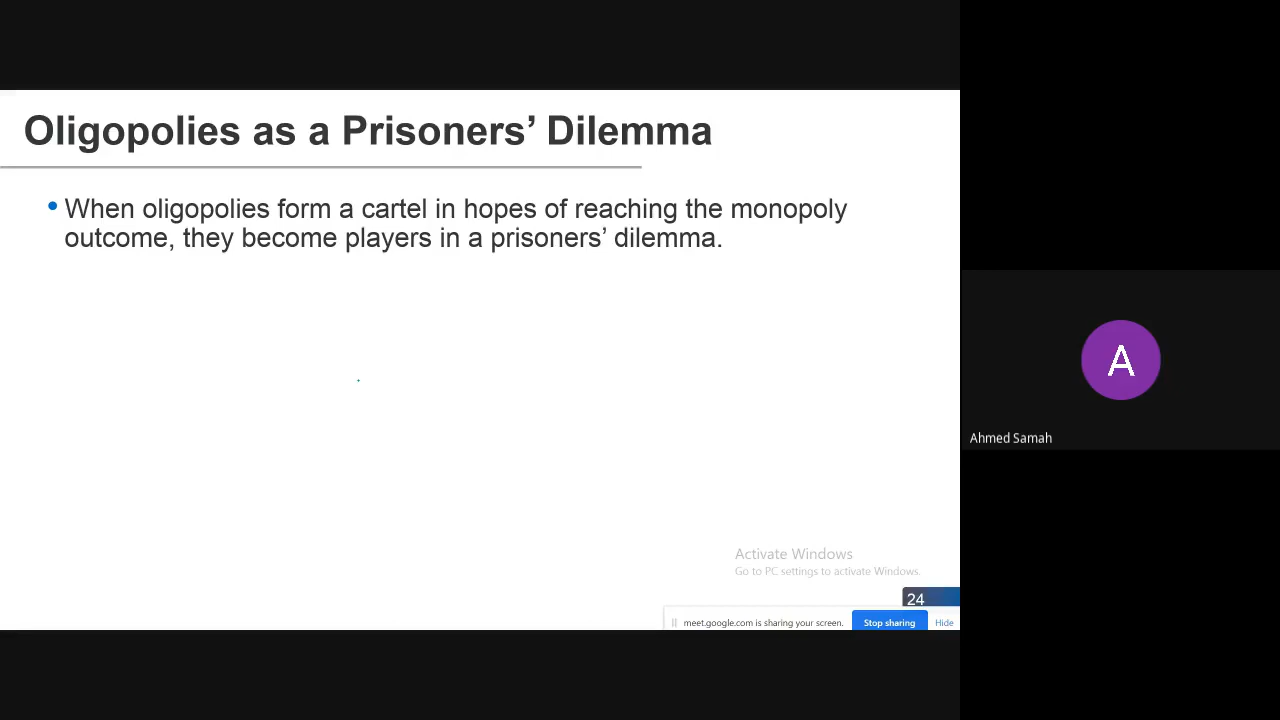 Oligopolies as a Prisoners’ Dilemma
• When oligopolies form a cartel in hopes of reaching the monopoly
outcome, they become players in a prisoners’ dilemma.
A
Ahmed Samah
Activate Windows
Go to PC settings to activate Windows.
24
meet.google.com is sharing your screen. Stop sharing Hide